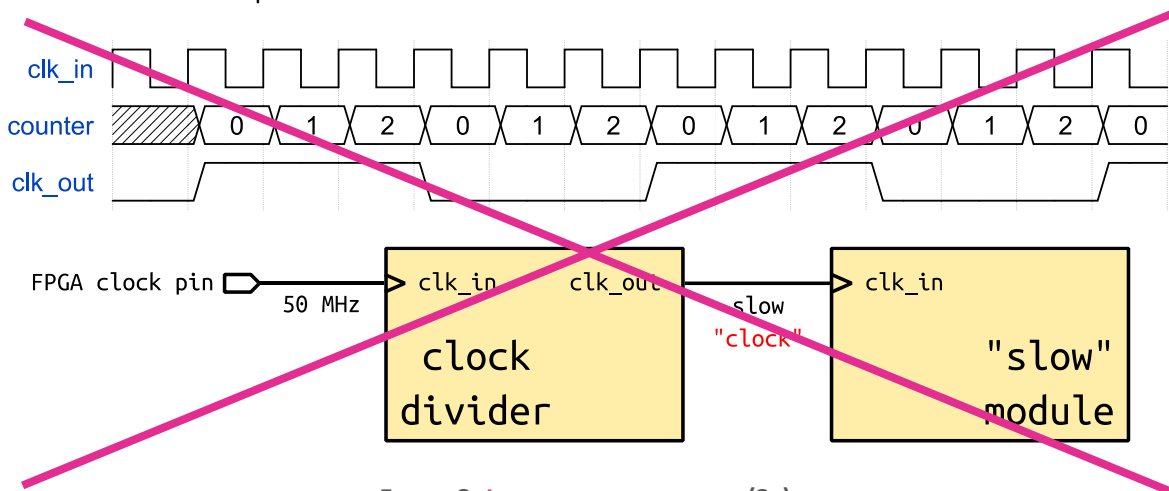 clk_in
counter 0 1 2 0 1 2 0 1 2 0 1 2 0
clk_out
FPGA clock pin
50 MHz
clk_in
clk_out
clock
divider
slow
"clock"
clk_in
"slow"
module